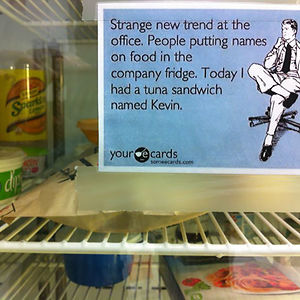 Strange new trend at the
office. People putting names
on food in the
company fridge. Today I
had a tuna sandwich
named Kevin.
your e cards
someecards.com